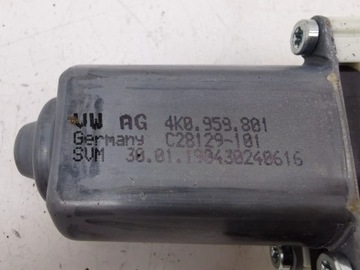 VW AG 4K0.959.801
Germany C28129-101
SVM 30.01.190430240616